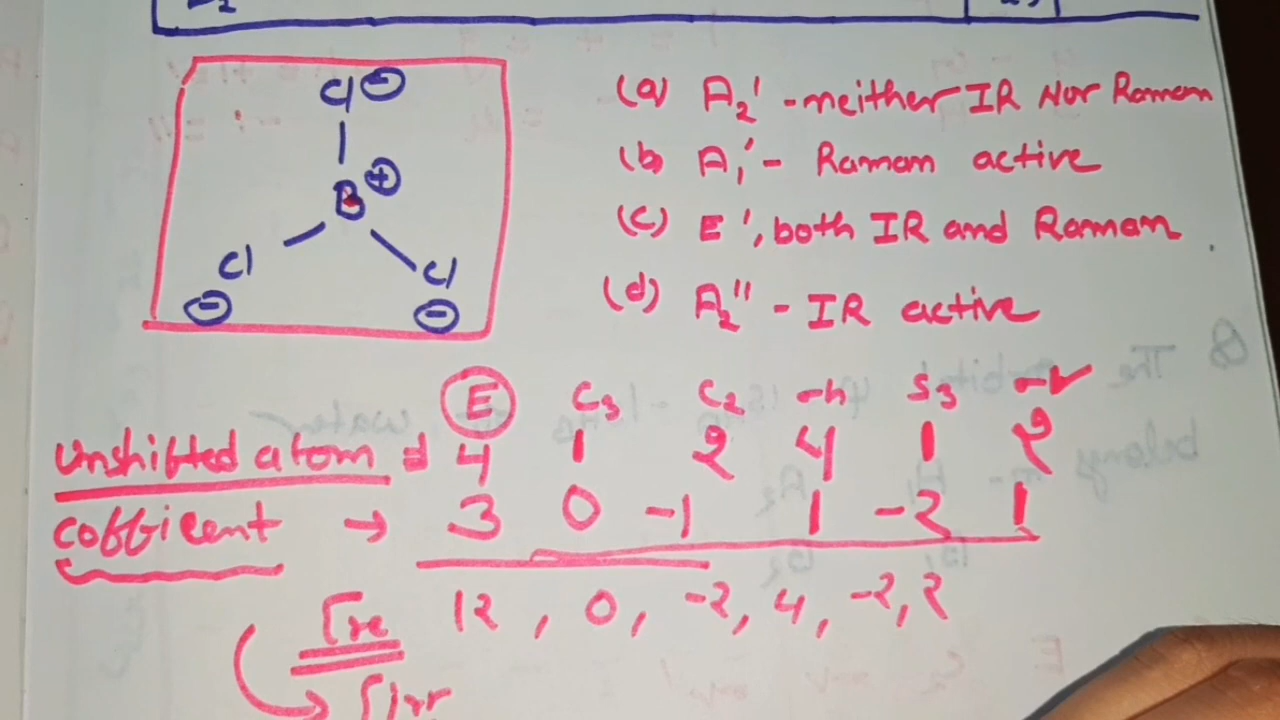 Cl ⊖
B ⊕
Cl Cl
⊖ ⊖
(a) A₂' - neither IR Nor Raman
(b) A₁' - Raman active
(c) E', both IR and Raman
(d) A₂'' - IR active
E C₃ C₂ σh S₃ σv
Unshifted atom ⇒ 4 1 2 4 1 2
cofficent → 3 0 -1 1 -2 1
Γre 12, 0, -2, 4, -2, 2
Γirr